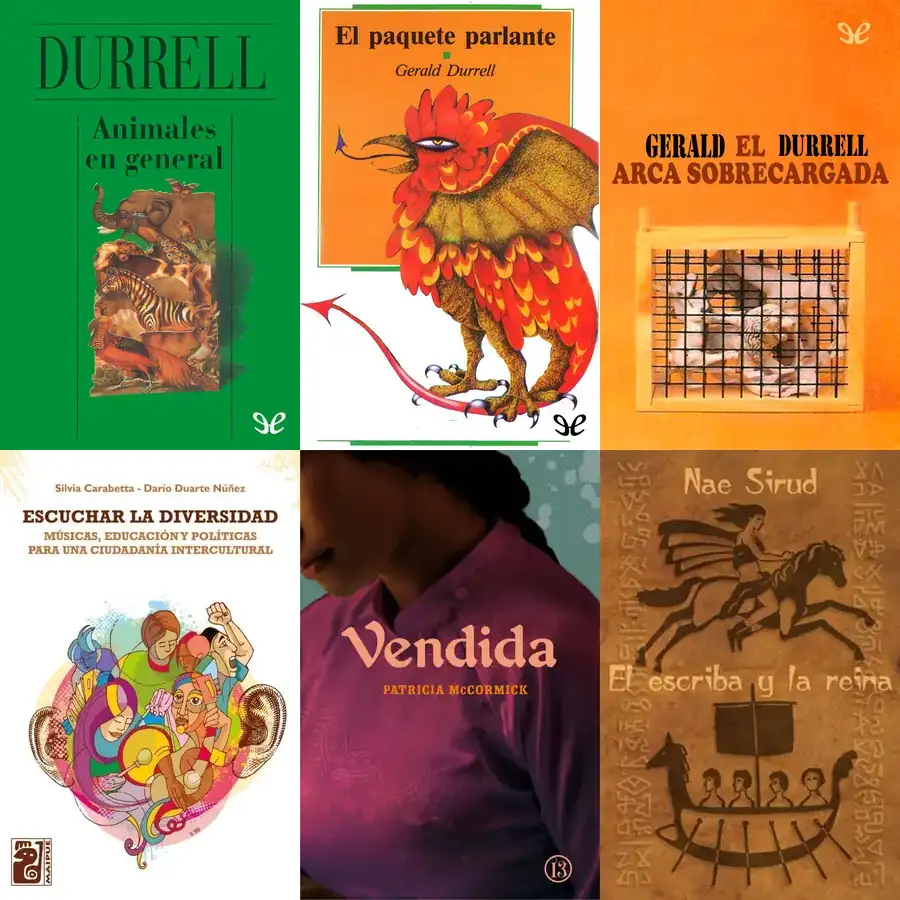 DURRELL
Animales
en general
El paquete parlante
Gerald Durrell
GERALD EL DURRELL
ARCA SOBRECARGADA
Silvia Carabetta - Darío Duarte Núñez
ESCUCHAR LA DIVERSIDAD
MÚSICAS, EDUCACIÓN Y POLÍTICAS
PARA UNA CIUDADANÍA INTERCULTURAL
MAIPUE
Vendida
PATRICIA McCORMICK
13
Nae Sirud
El escriba y la reina